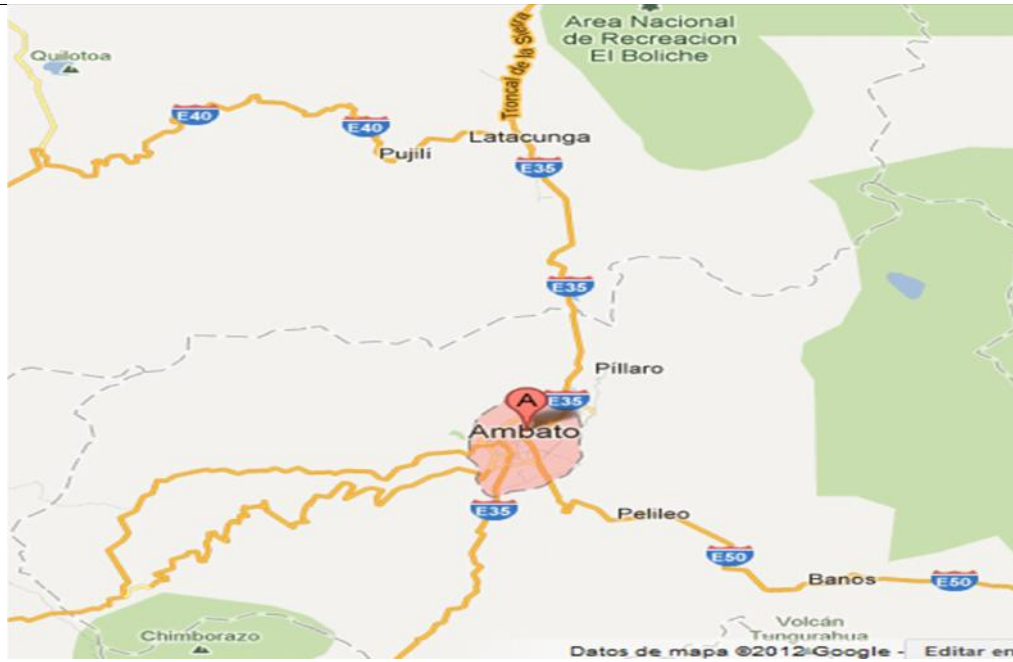 Area Nacional
de Recreacion
El Boliche
Quilotoa
Troncal de la Sierra
E40
E40
Latacunga
Pujilí
E35
E35
Píllaro
A
E35
Ambato
E35
Pelileo
E50
Banos
E50
Volcán
Tungurahua
Chimborazo
Datos de mapa ©2012 Google -
Editar en